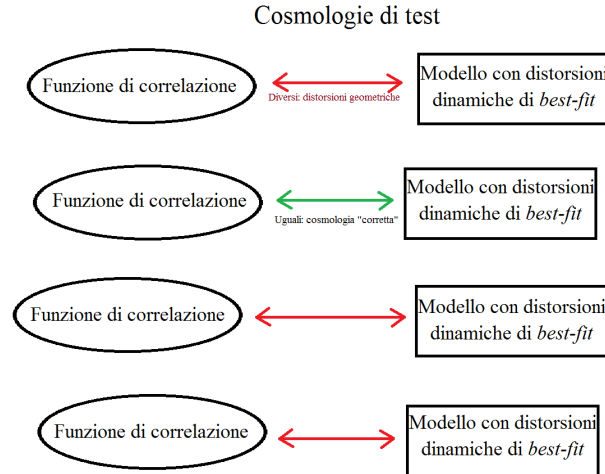 Cosmologie di test
Funzione di correlazione
Diversi: distorsioni geometriche
Modello con distorsioni
dinamiche di best-fit
Funzione di correlazione
Uguali: cosmologia "corretta"
Modello con distorsioni
dinamiche di best-fit
Funzione di correlazione
Modello con distorsioni
dinamiche di best-fit
Funzione di correlazione
Modello con distorsioni
dinamiche di best-fit